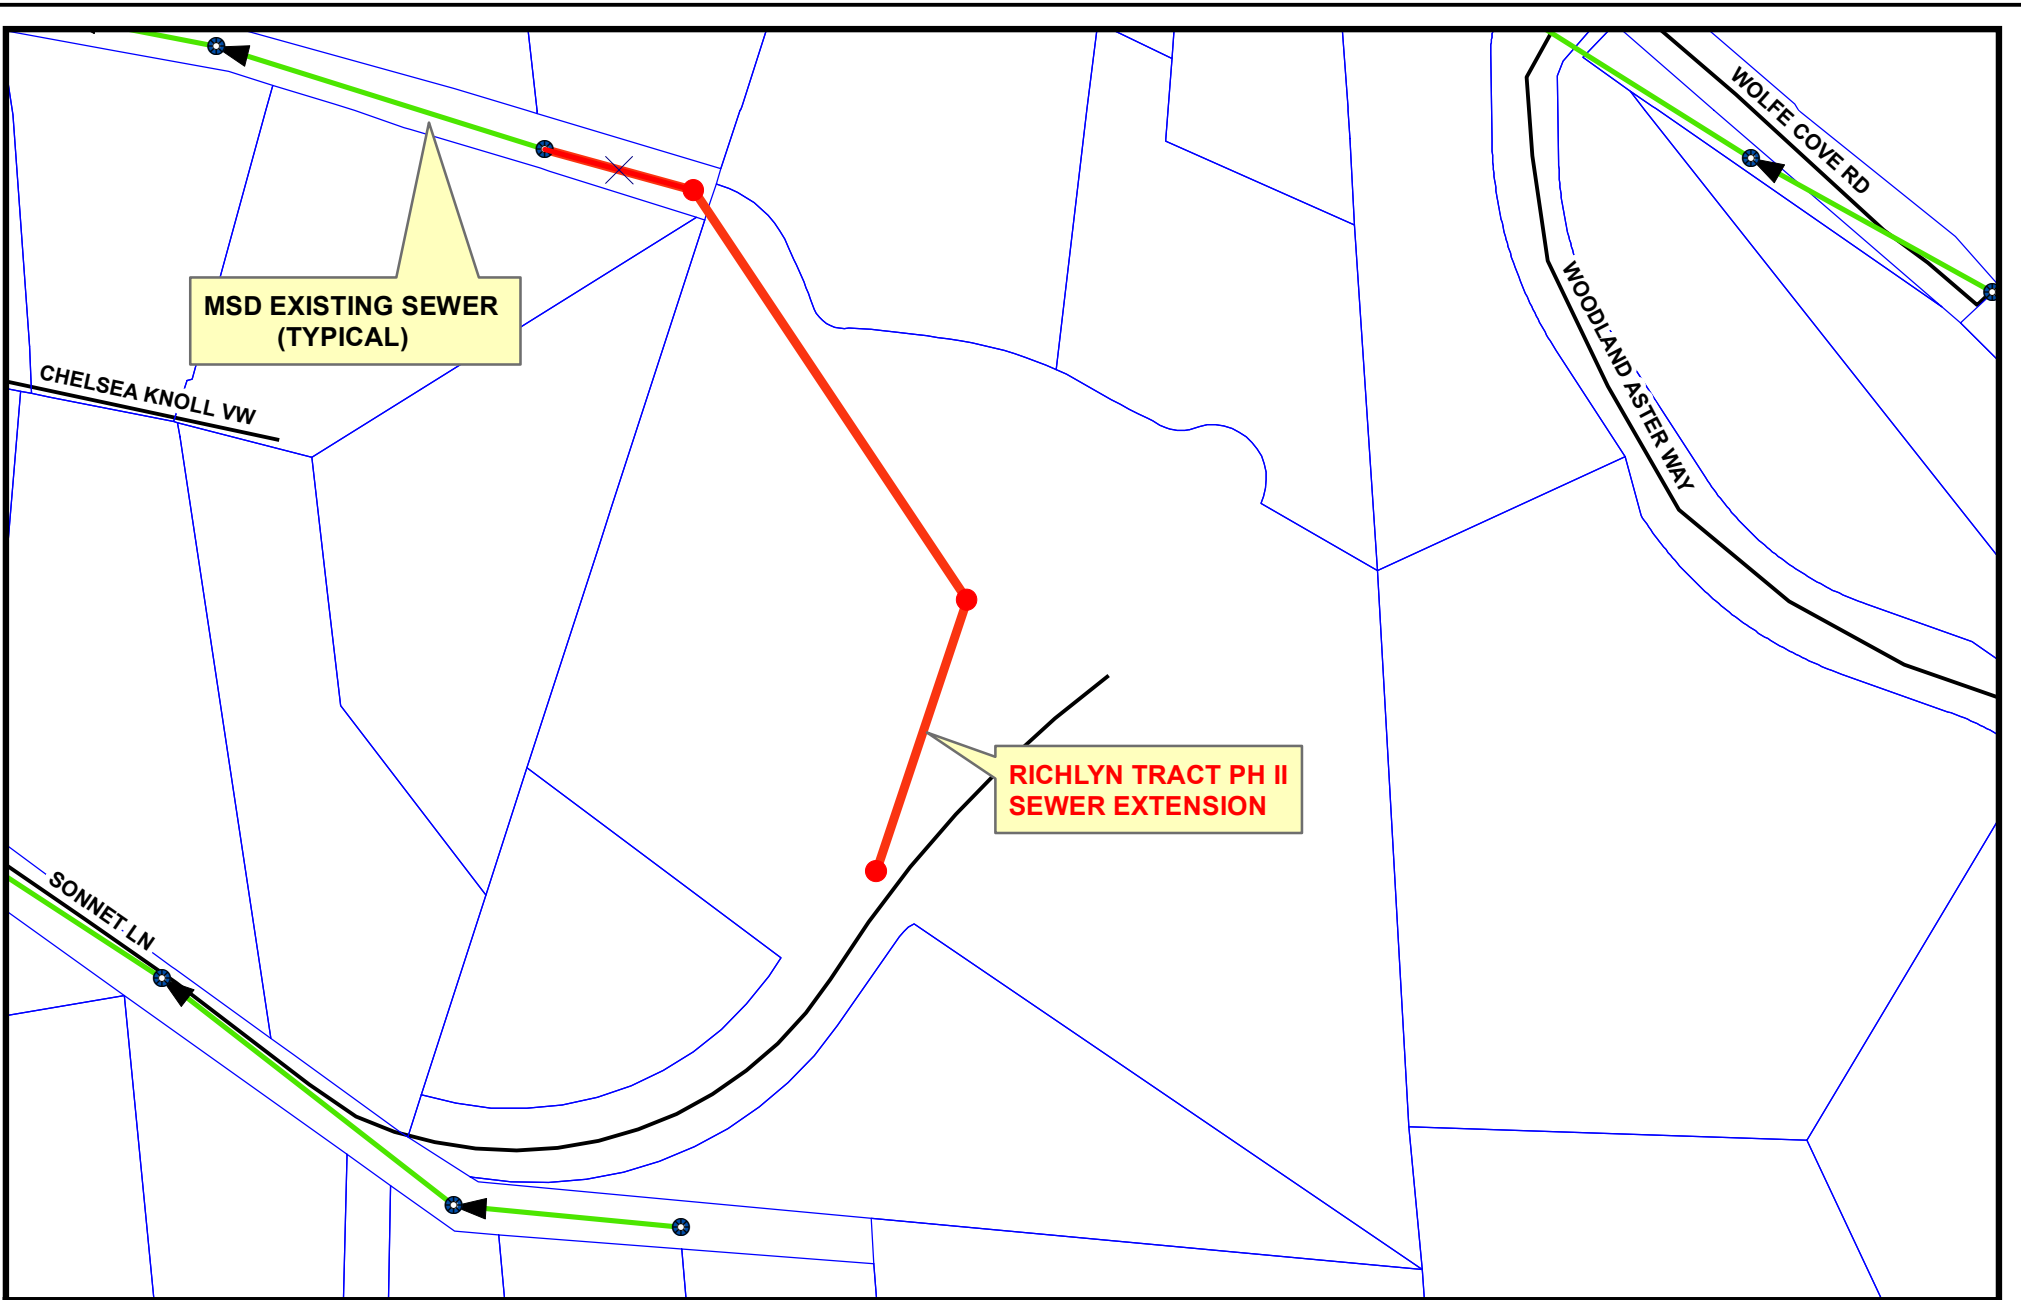 WOLFE COVE RD
MSD EXISTING SEWER
(TYPICAL)
WOODLAND ASTER WAY
CHELSEA KNOLL VW
RICHLYN TRACT PH II
SEWER EXTENSION
SONNET LN